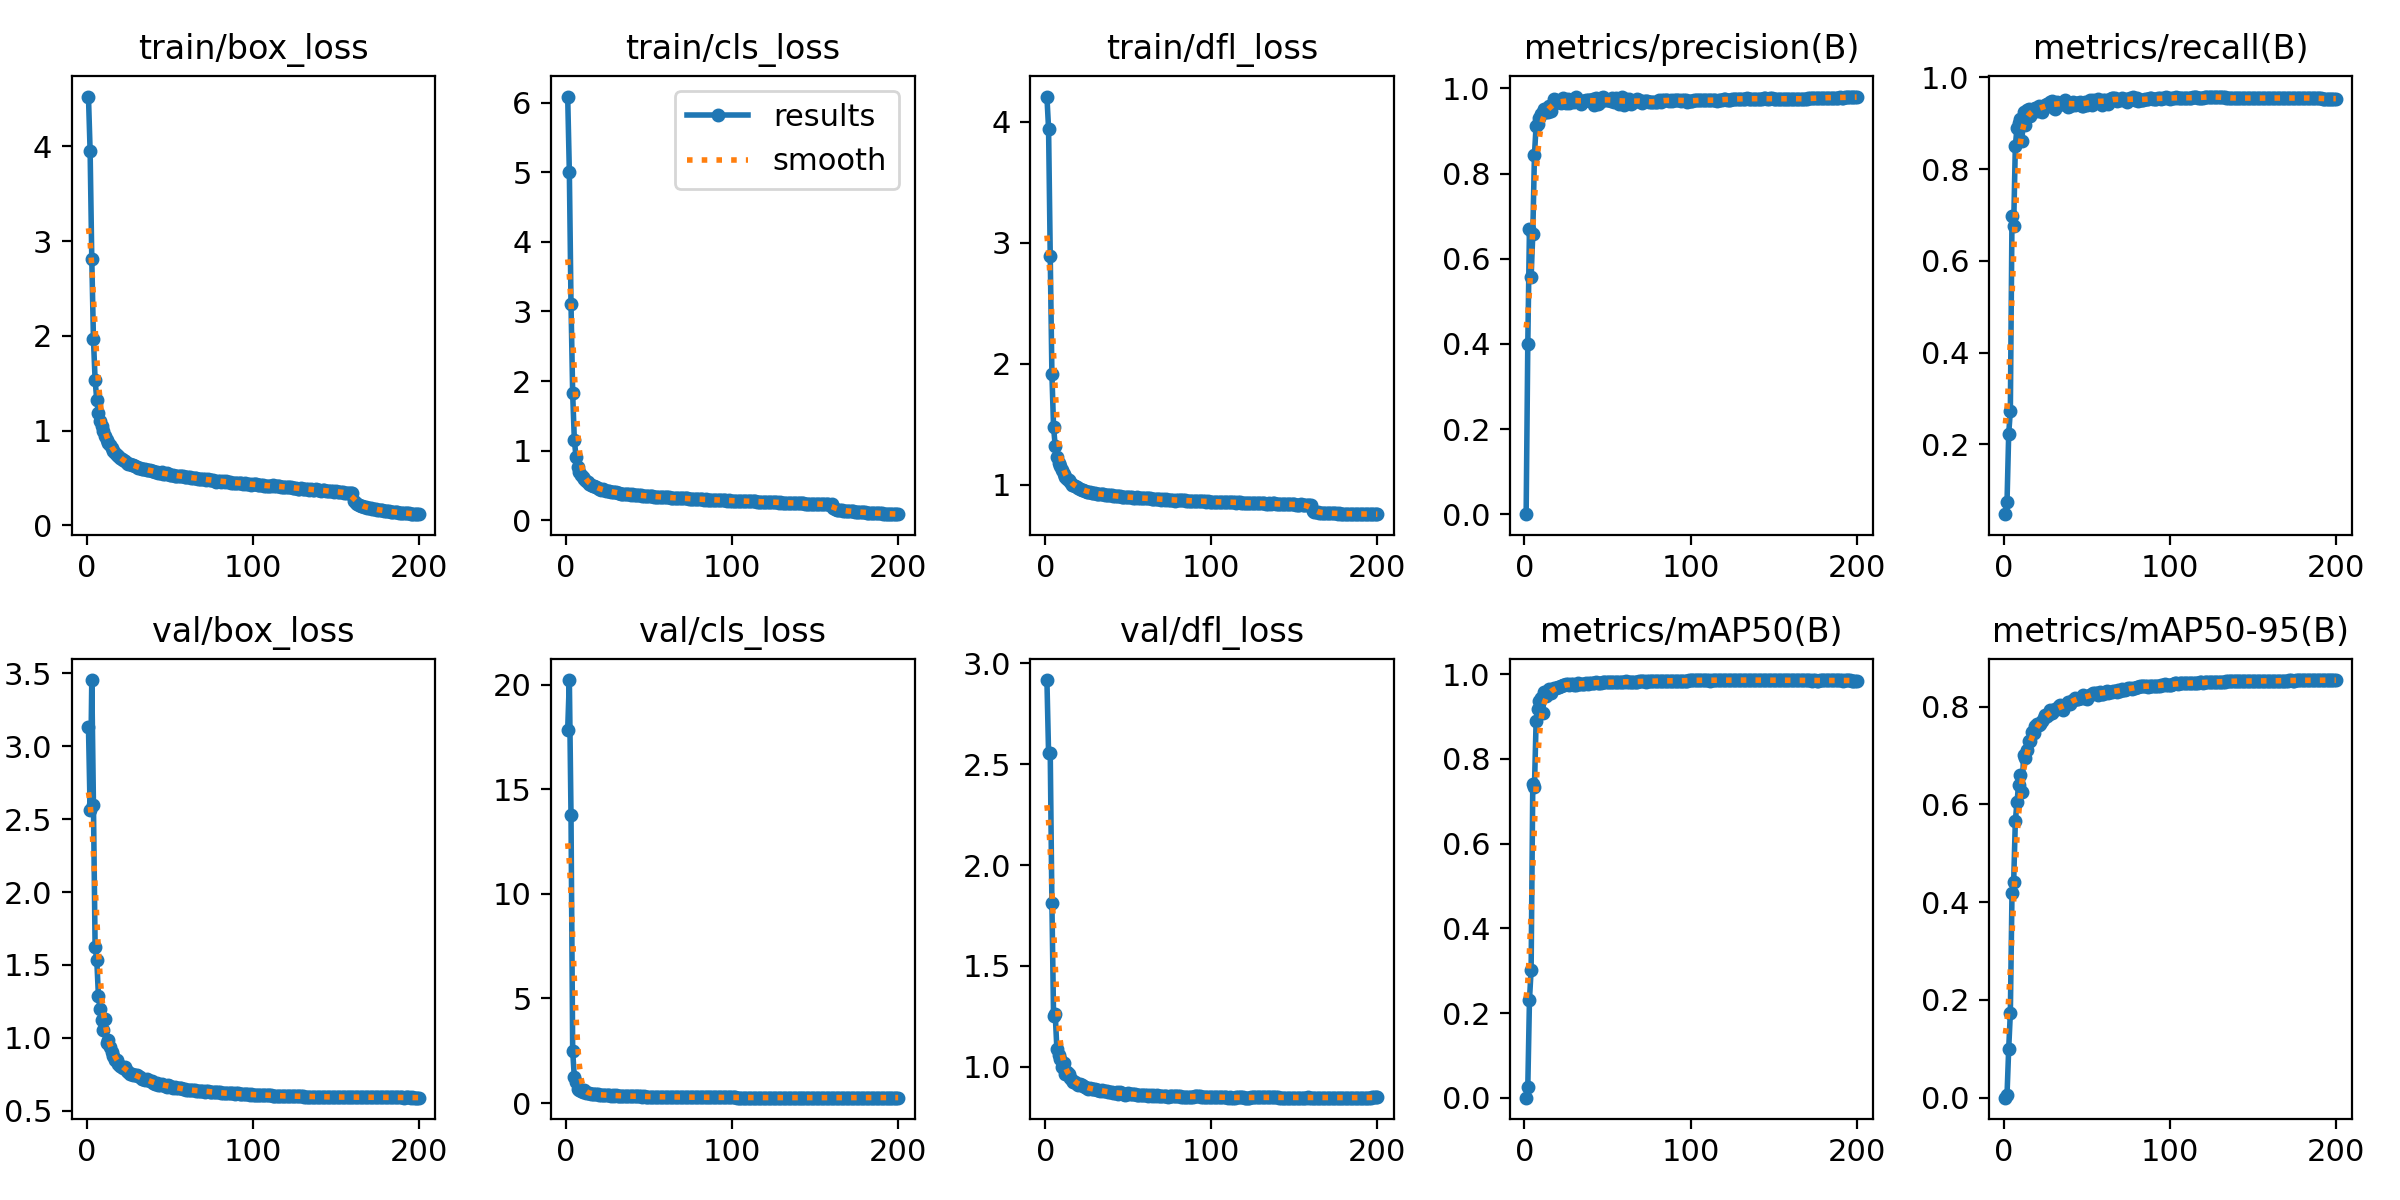 train/box_loss
4
3
2
1
0
0 100 200
train/cls_loss
results
smooth
6
5
4
3
2
1
0
0 100 200
train/dfl_loss
4
3
2
1
0 100 200
metrics/precision(B)
1.0
0.8
0.6
0.4
0.2
0.0
0 100 200
metrics/recall(B)
1.0
0.8
0.6
0.4
0.2
0 100 200
val/box_loss
3.5
3.0
2.5
2.0
1.5
1.0
0.5
0 100 200
val/cls_loss
20
15
10
5
0
0 100 200
val/dfl_loss
3.0
2.5
2.0
1.5
1.0
0 100 200
metrics/mAP50(B)
1.0
0.8
0.6
0.4
0.2
0.0
0 100 200
metrics/mAP50-95(B)
0.8
0.6
0.4
0.2
0.0
0 100 200